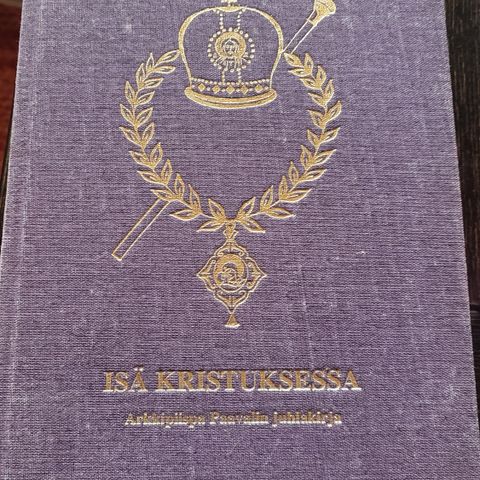 ISÄ KRISTUKSESSA
Arkkipiispa Paavalin juhlakirja